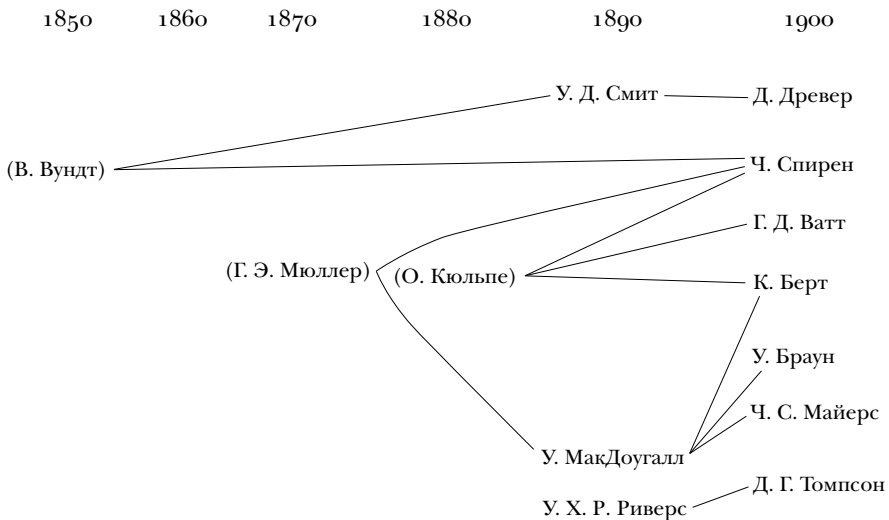 1850 1860 1870 1880 1890 1900
У. Д. Смит Д. Древер
(В. Вундт) Ч. Спирен
Г. Д. Ватт
(Г. Э. Мюллер) (О. Кюльпе) К. Берт
У. Браун
Ч. С. Майерс
У. МакДоугалл
Д. Г. Томпсон
У. Х. Р. Риверс